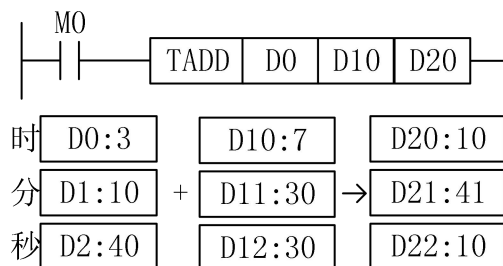 M0
TADD D0 D10 D20
时 D0:3 D10:7 D20:10
分 D1:10 + D11:30 → D21:41
秒 D2:40 D12:30 D22:10